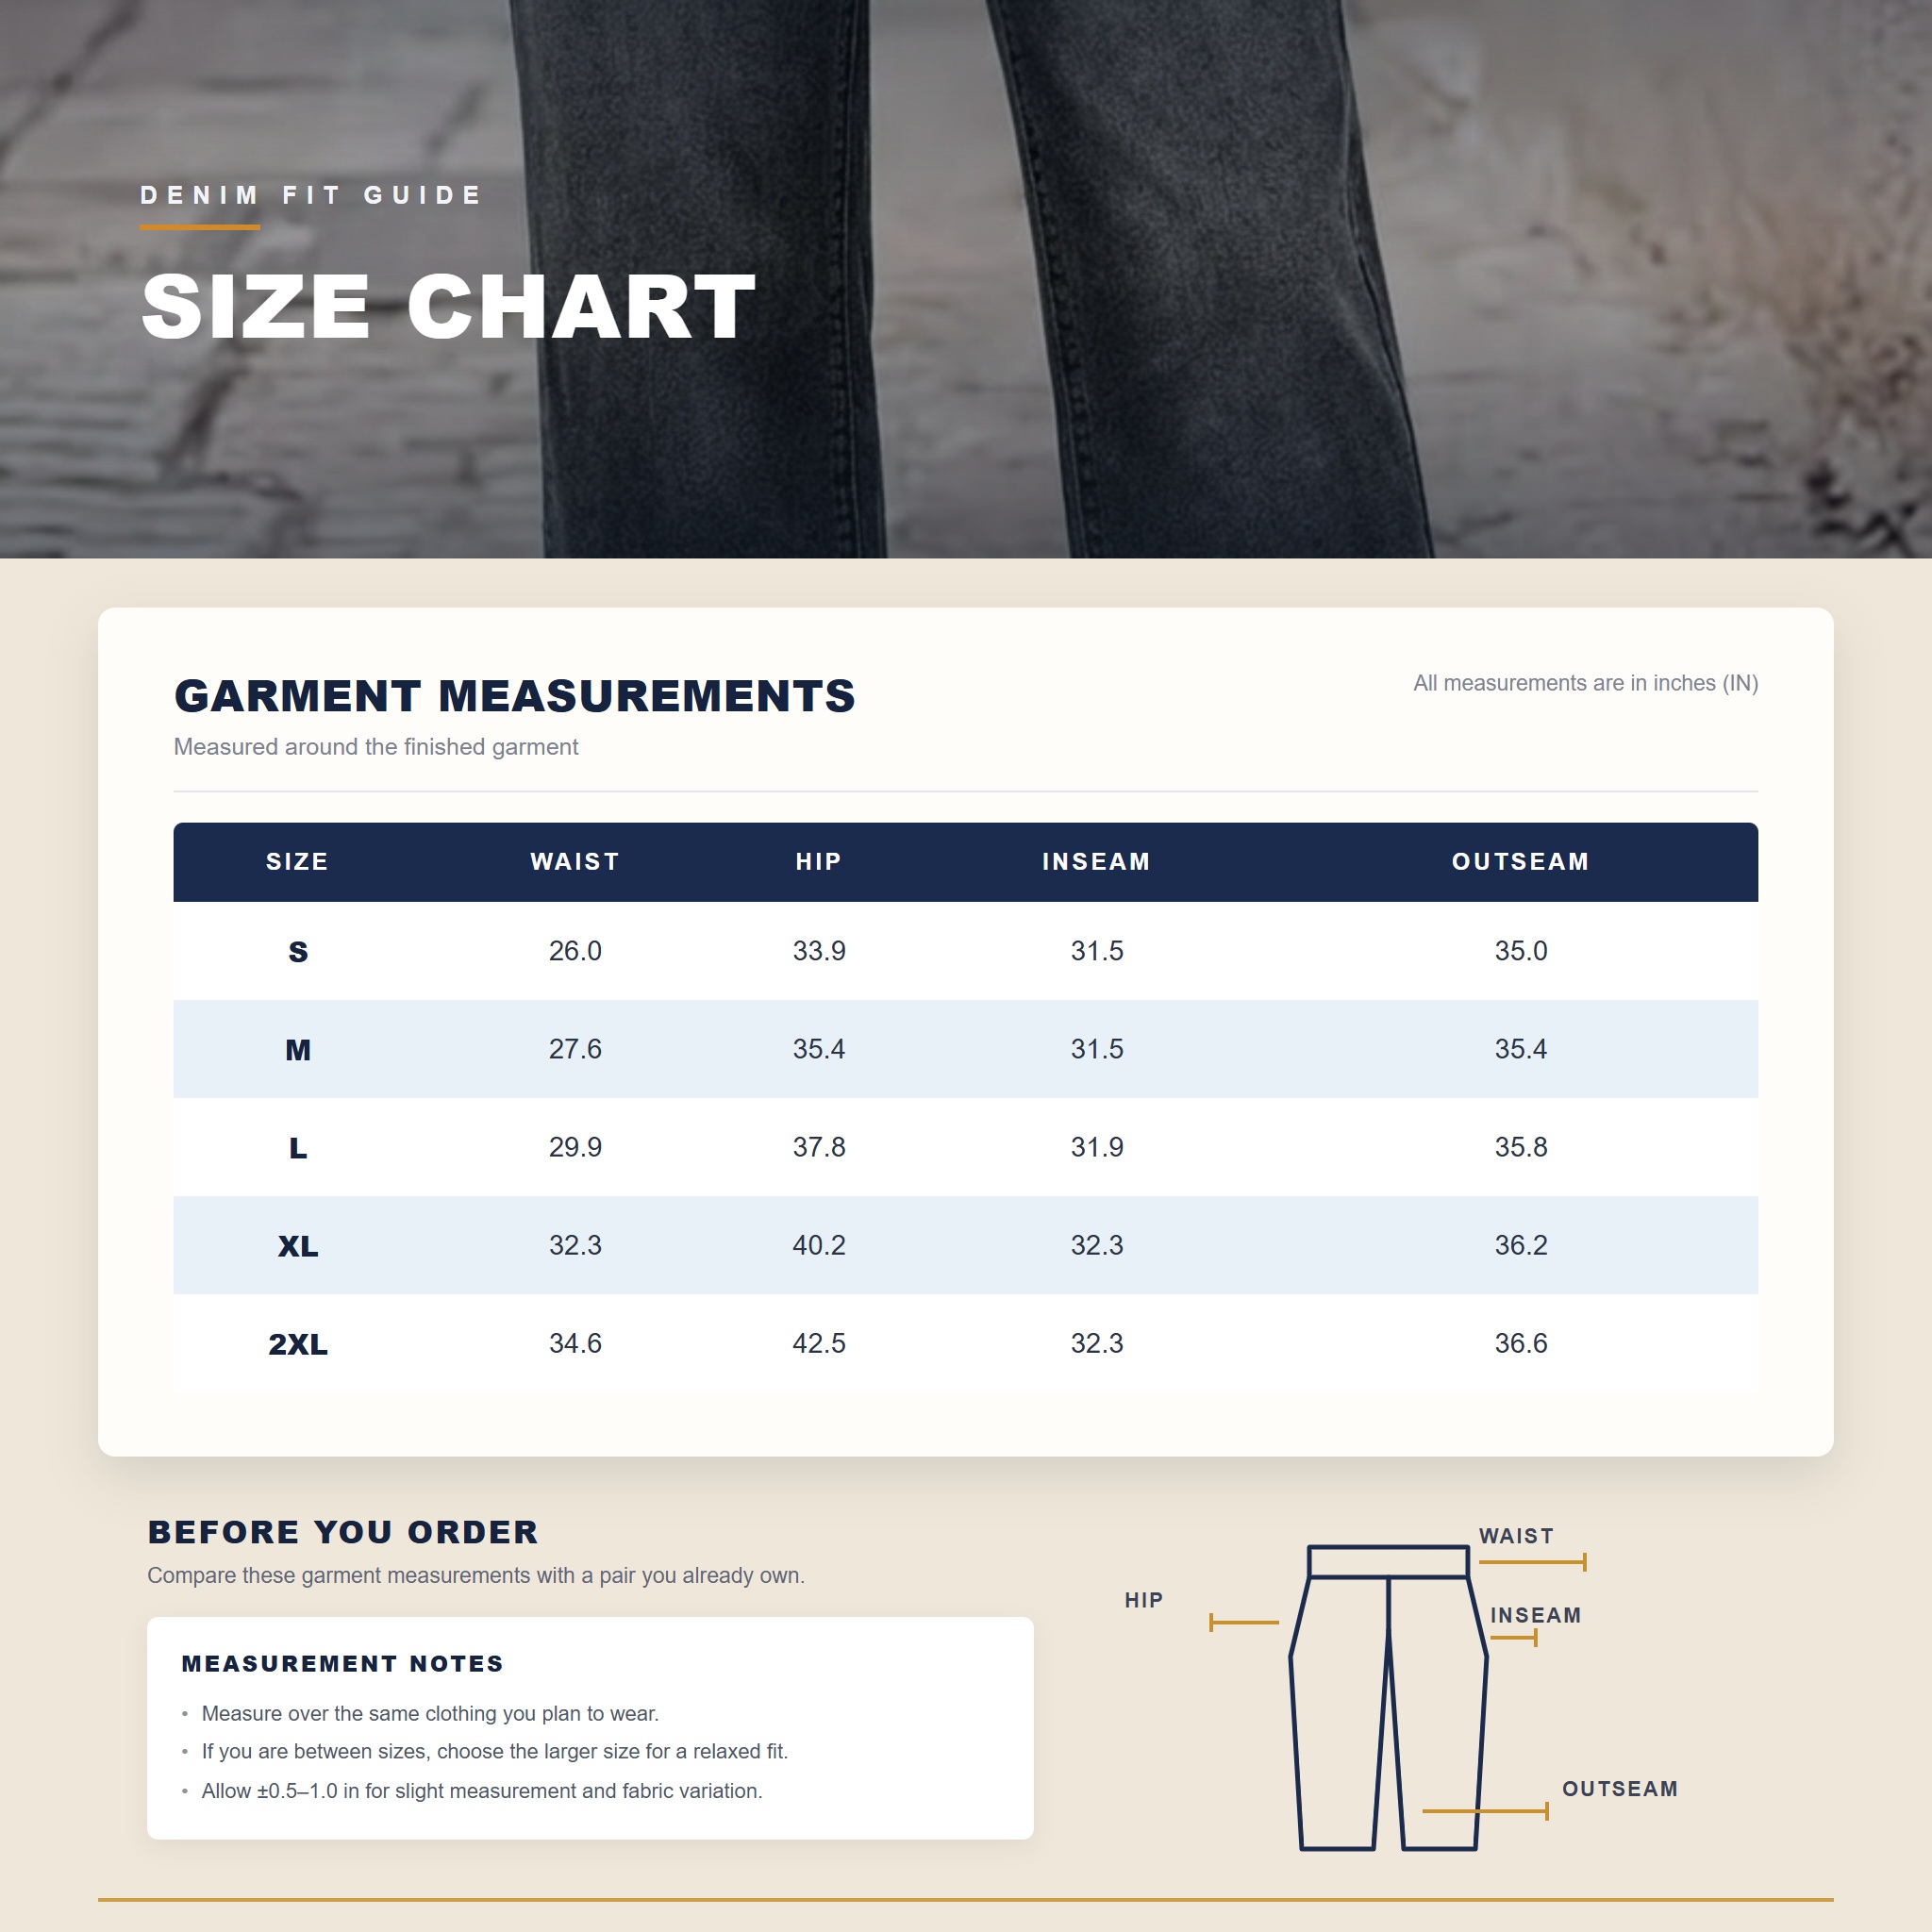 DENIM FIT GUIDE
SIZE CHART
GARMENT MEASUREMENTS
All measurements are in inches (IN)
Measured around the finished garment
SIZE WAIST HIP INSEAM OUTSEAM
S 26.0 33.9 31.5 35.0
M 27.6 35.4 31.5 35.4
L 29.9 37.8 31.9 35.8
XL 32.3 40.2 32.3 36.2
2XL 34.6 42.5 32.3 36.6
BEFORE YOU ORDER
Compare these garment measurements with a pair you already own.
MEASUREMENT NOTES
• Measure over the same clothing you plan to wear.
• If you are between sizes, choose the larger size for a relaxed fit.
• Allow ±0.5–1.0 in for slight measurement and fabric variation.
WAIST
HIP
INSEAM
OUTSEAM